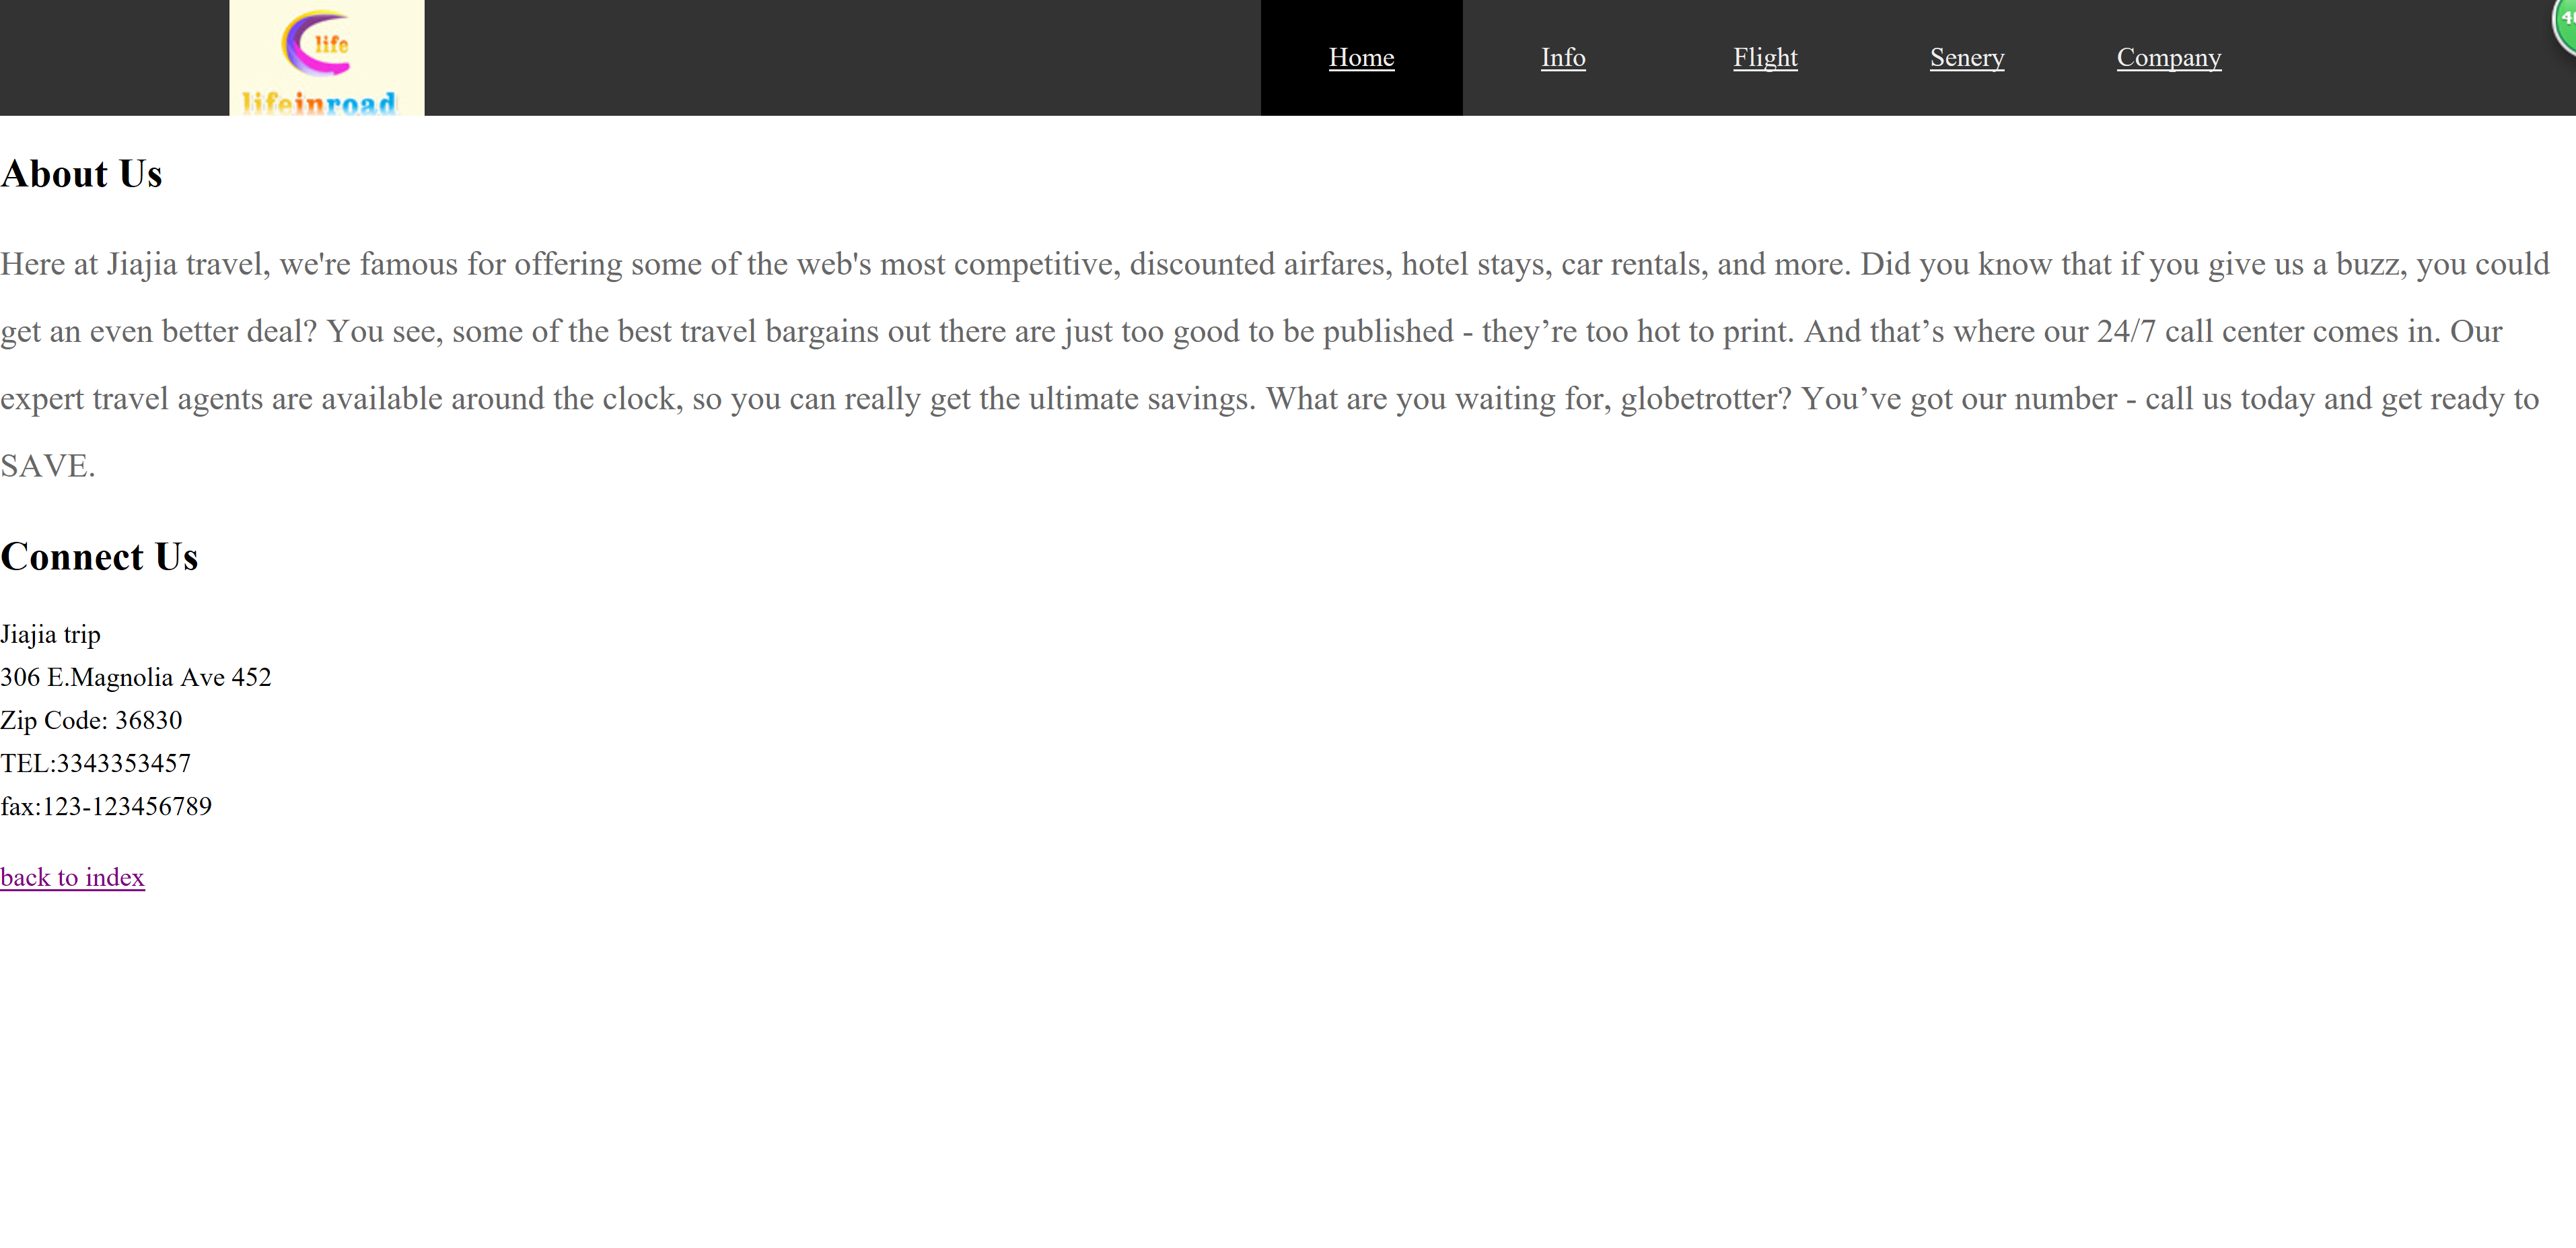 life
lifeinroad
Home Info Flight Senery Company
About Us
Here at Jiajia travel, we're famous for offering some of the web's most competitive, discounted airfares, hotel stays, car rentals, and more. Did you know that if you give us a buzz, you could
get an even better deal? You see, some of the best travel bargains out there are just too good to be published - they’re too hot to print. And that’s where our 24/7 call center comes in. Our
expert travel agents are available around the clock, so you can really get the ultimate savings. What are you waiting for, globetrotter? You’ve got our number - call us today and get ready to
SAVE.
Connect Us
Jiajia trip
306 E.Magnolia Ave 452
Zip Code: 36830
TEL:3343353457
fax:123-123456789
back to index